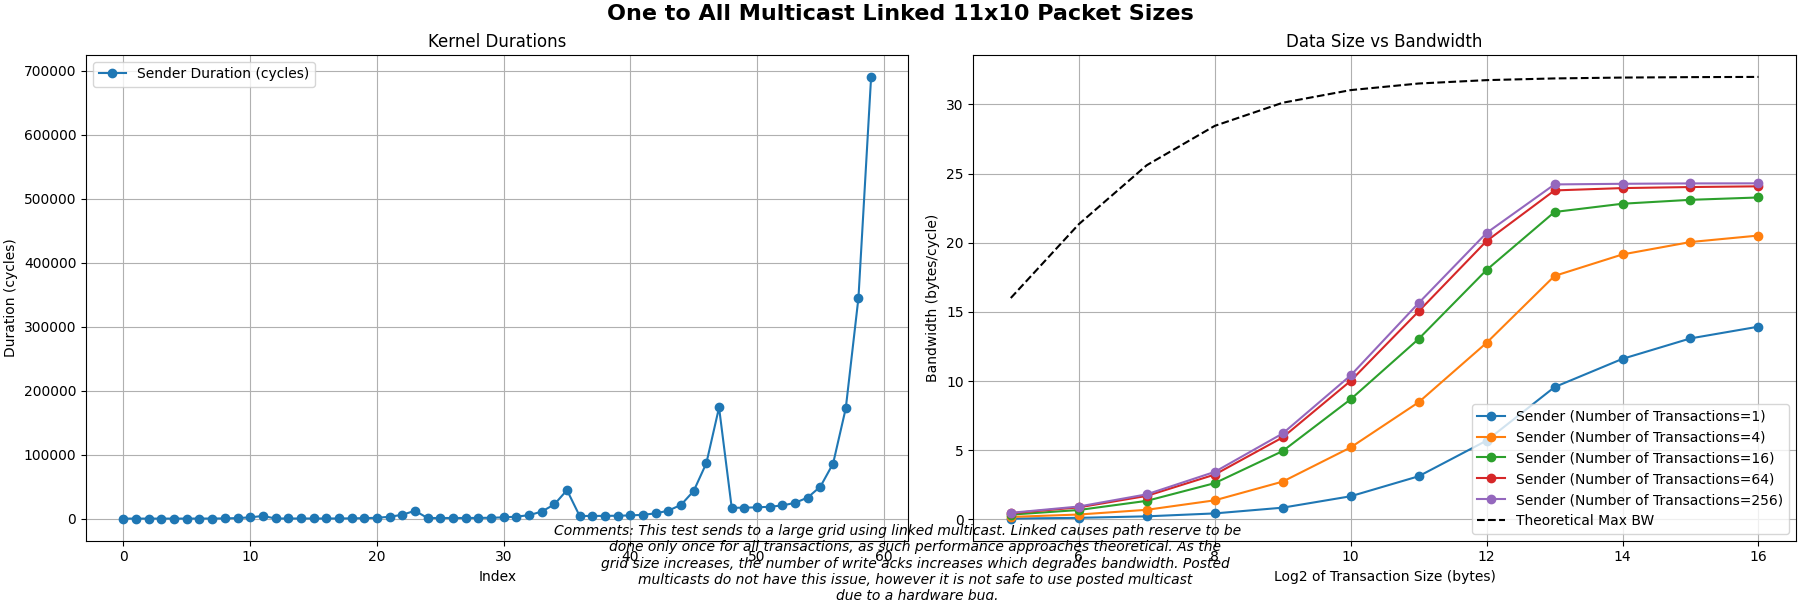 One to All Multicast Linked 11x10 Packet Sizes
Kernel Durations
Sender Duration (cycles)
Duration (cycles)
700000
600000
500000
400000
300000
200000
100000
0
0 10 20 30 40 50 60
Index
Data Size vs Bandwidth
Bandwidth (bytes/cycle)
30
25
20
15
10
5
0
6 8 10 12 14 16
Log2 of Transaction Size (bytes)
Sender (Number of Transactions=1)
Sender (Number of Transactions=4)
Sender (Number of Transactions=16)
Sender (Number of Transactions=64)
Sender (Number of Transactions=256)
Theoretical Max BW
Comments: This test sends to a large grid using linked multicast. Linked causes path reserve to be
done only once for all transactions, as such performance approaches theoretical. As the
grid size increases, the number of write acks increases which degrades bandwidth. Posted
multicasts do not have this issue, however it is not safe to use posted multicast
due to a hardware bug.